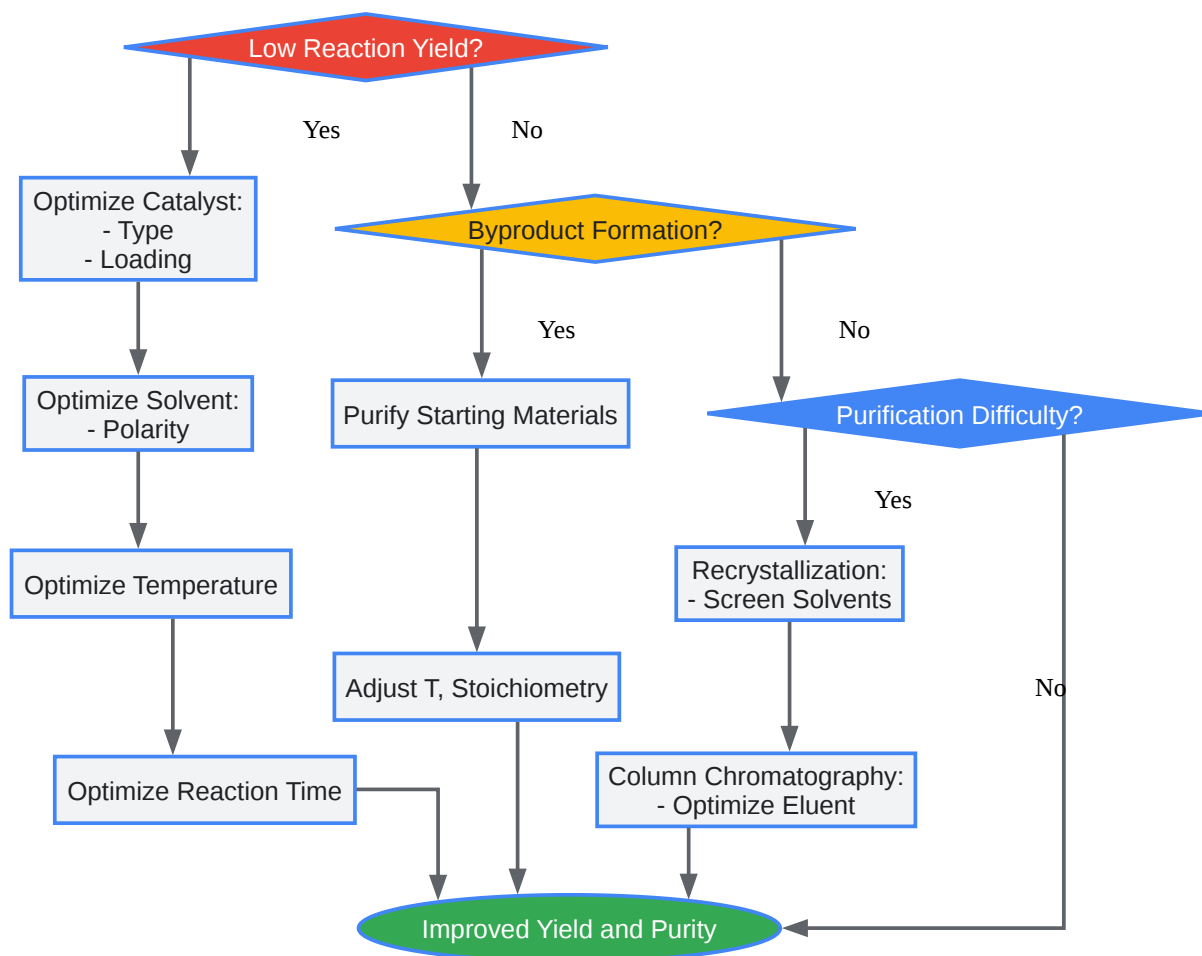 Low Reaction Yield?
Yes
No
Optimize Catalyst:
- Type
- Loading
Byproduct Formation?
Yes
No
Optimize Solvent:
- Polarity
Purify Starting Materials
Purification Difficulty?
Yes
Optimize Temperature
Recrystallization:
- Screen Solvents
Adjust T, Stoichiometry
No
Optimize Reaction Time
Column Chromatography:
- Optimize Eluent
Improved Yield and Purity